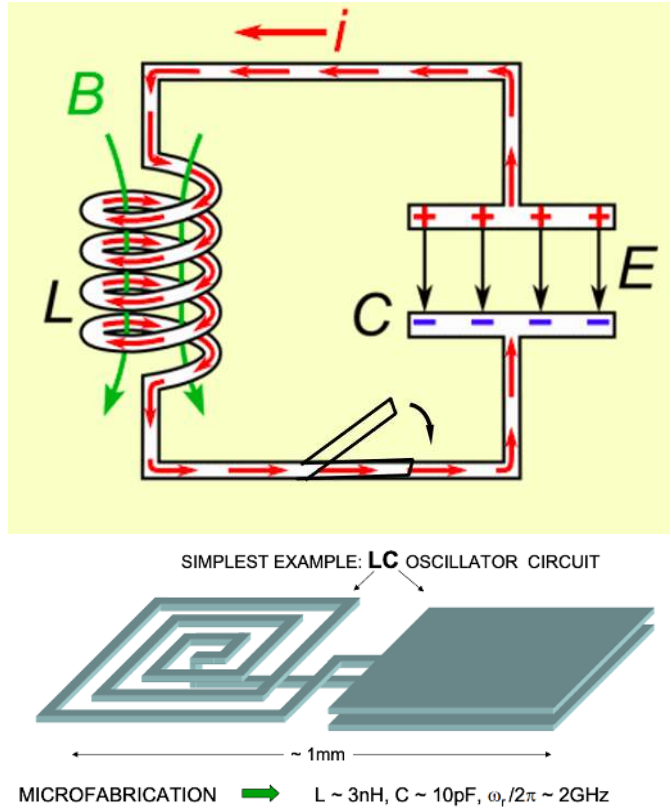 i
B
+ + + +
E
L
C
- - - -
SIMPLEST EXAMPLE: LC OSCILLATOR CIRCUIT
~ 1mm
MICROFABRICATION L ~ 3nH, C ~ 10pF, ωr/2π ~ 2GHz